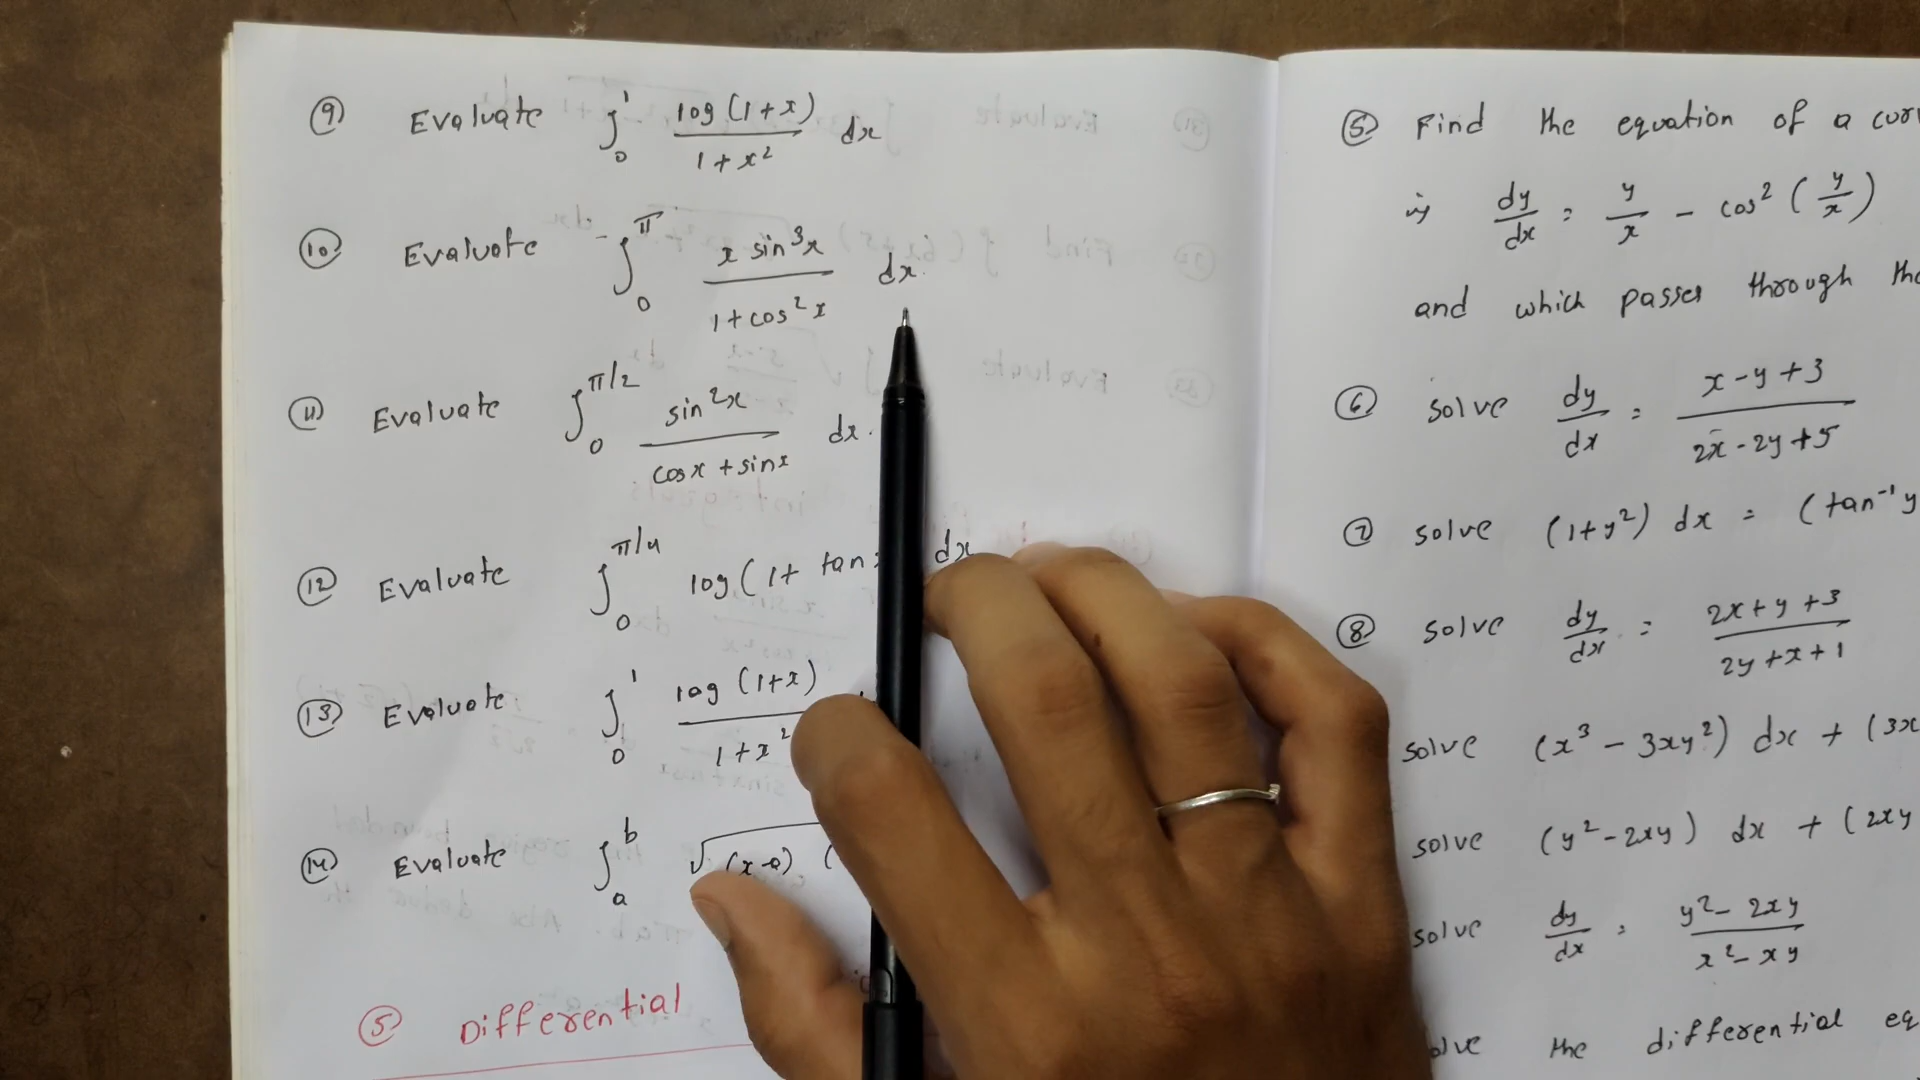 ⑨ Evaluate ∫₀¹ log(1+x) / 1+x² dx
⑩ Evaluate ∫₀^π x sin³x / 1+cos²x dx.
⑪ Evaluate ∫₀^π/2 sin²x / cosx + sinx dx.
⑫ Evaluate ∫₀^π/4 log(1+ tan dx
⑬ Evaluate ∫₀¹ log (1+x) / 1+x²
⑭ Evaluate ∫ₐᵇ √(x-a) (
⑤ Differential
⑤ Find the equation of a
is dy/dx = y/x - cos² (y/x)
and which passes through
⑥ solve dy/dx = x-y+3 / 2x-2y+5
⑦ solve (1+y²) dx = (tan⁻¹y
⑧ solve dy/dx = 2x+y+3 / 2y+x+1
solve (x³ - 3xy²) dx + (3x
solve (y²-2xy) dx + (2xy
solve dy/dx = y²- 2xy / x²- xy
the differential